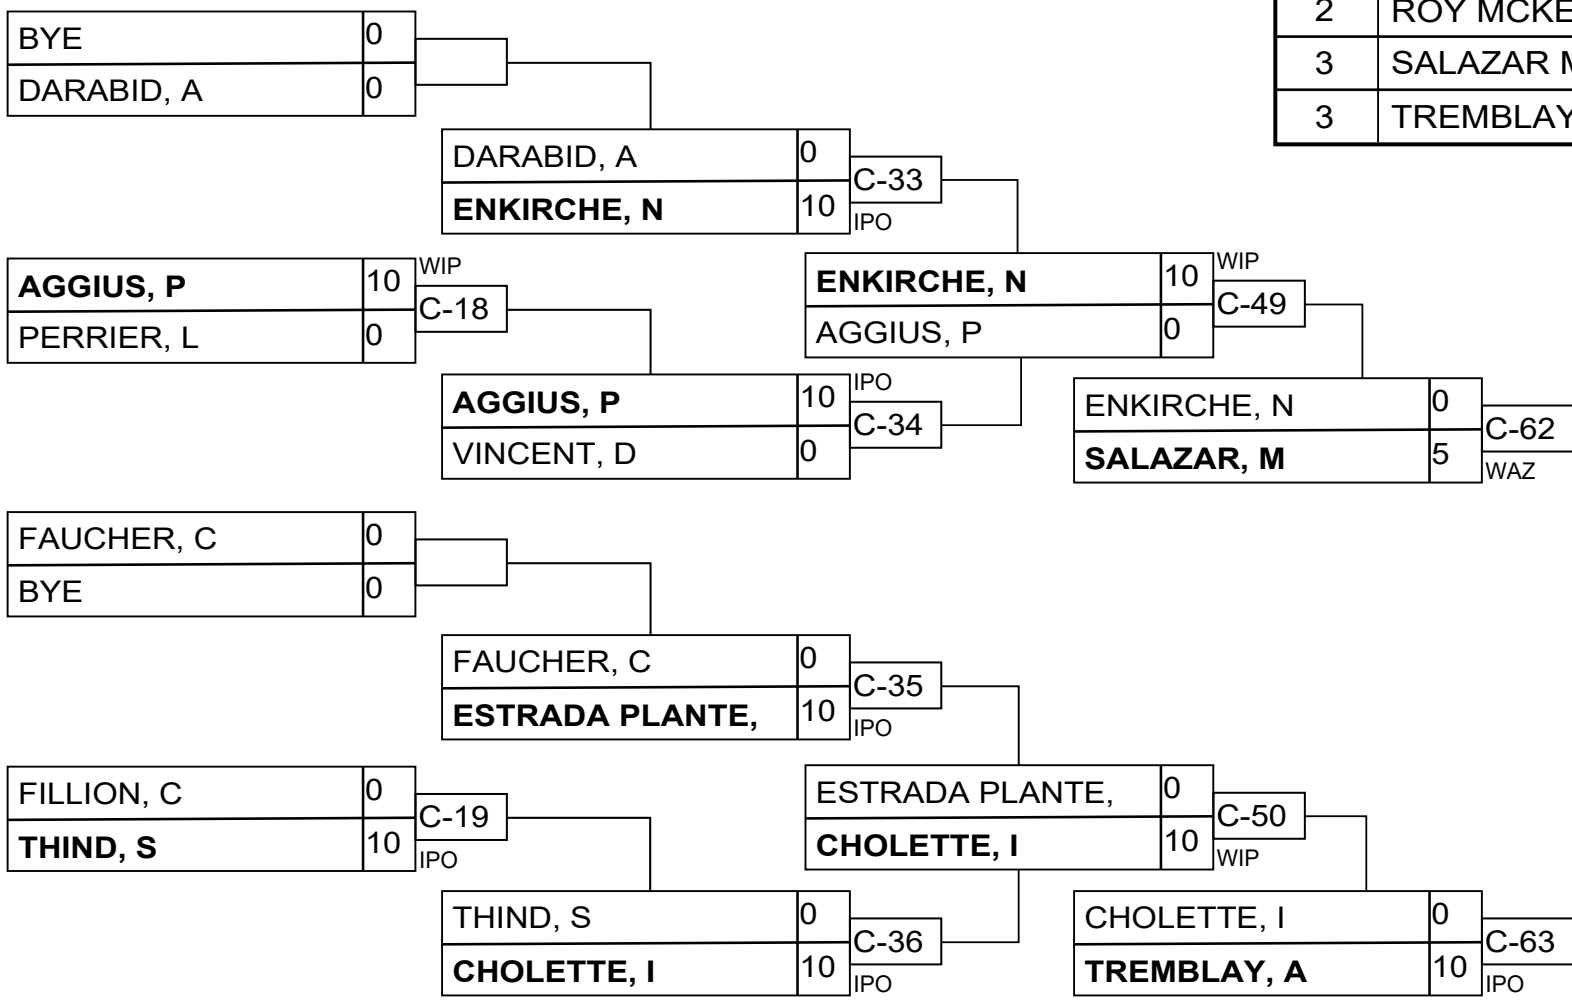 2 ROY MCKE
3 SALAZAR M
3 TREMBLAY
BYE 0
DARABID, A 0
DARABID, A 0
C-33
ENKIRCHE, N 10
IPO
AGGIUS, P 10 WIP
C-18
PERRIER, L 0
ENKIRCHE, N 10 WIP
C-49
AGGIUS, P 0
AGGIUS, P 10 IPO
C-34
VINCENT, D 0
ENKIRCHE, N 0
C-62
SALAZAR, M 5
WAZ
FAUCHER, C 0
BYE 0
FAUCHER, C 0
C-35
ESTRADA PLANTE, 10
IPO
FILLION, C 0
C-19
THIND, S 10
IPO
ESTRADA PLANTE, 0
C-50
CHOLETTE, I 10
WIP
THIND, S 0
C-36
CHOLETTE, I 10
IPO
CHOLETTE, I 0
C-63
TREMBLAY, A 10
IPO